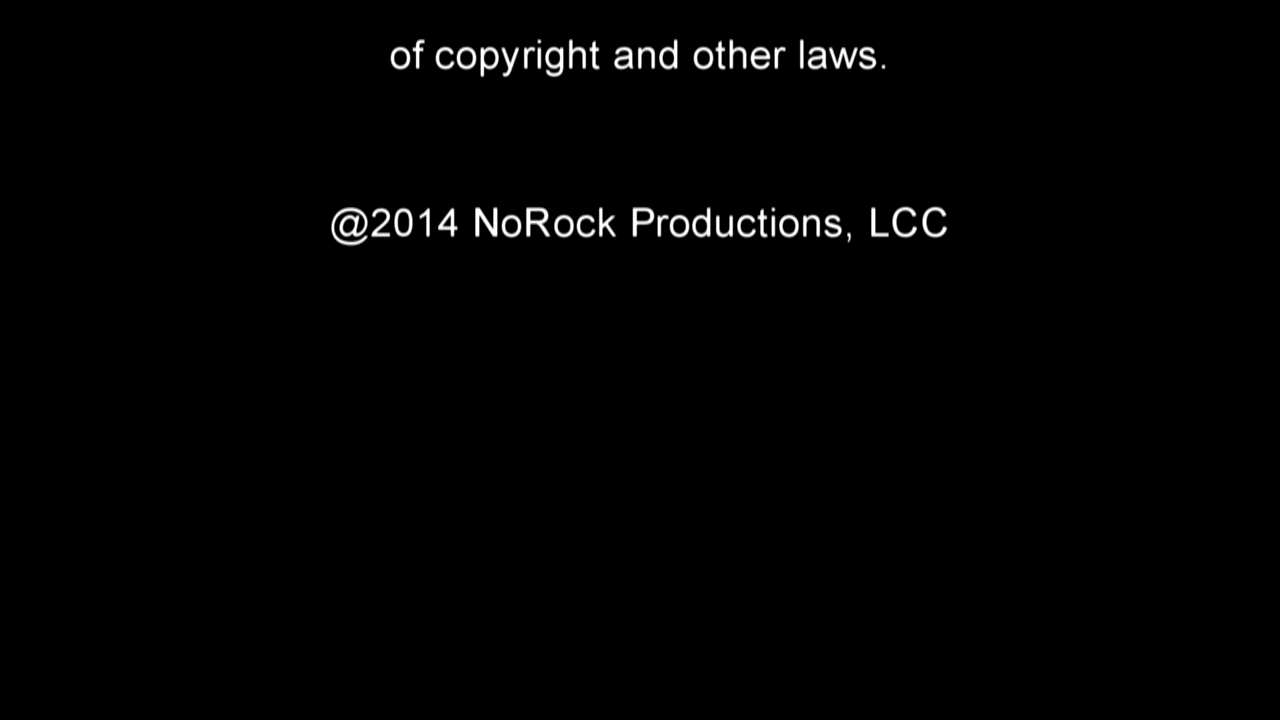 of copyright and other laws.
@2014 NoRock Productions, LCC